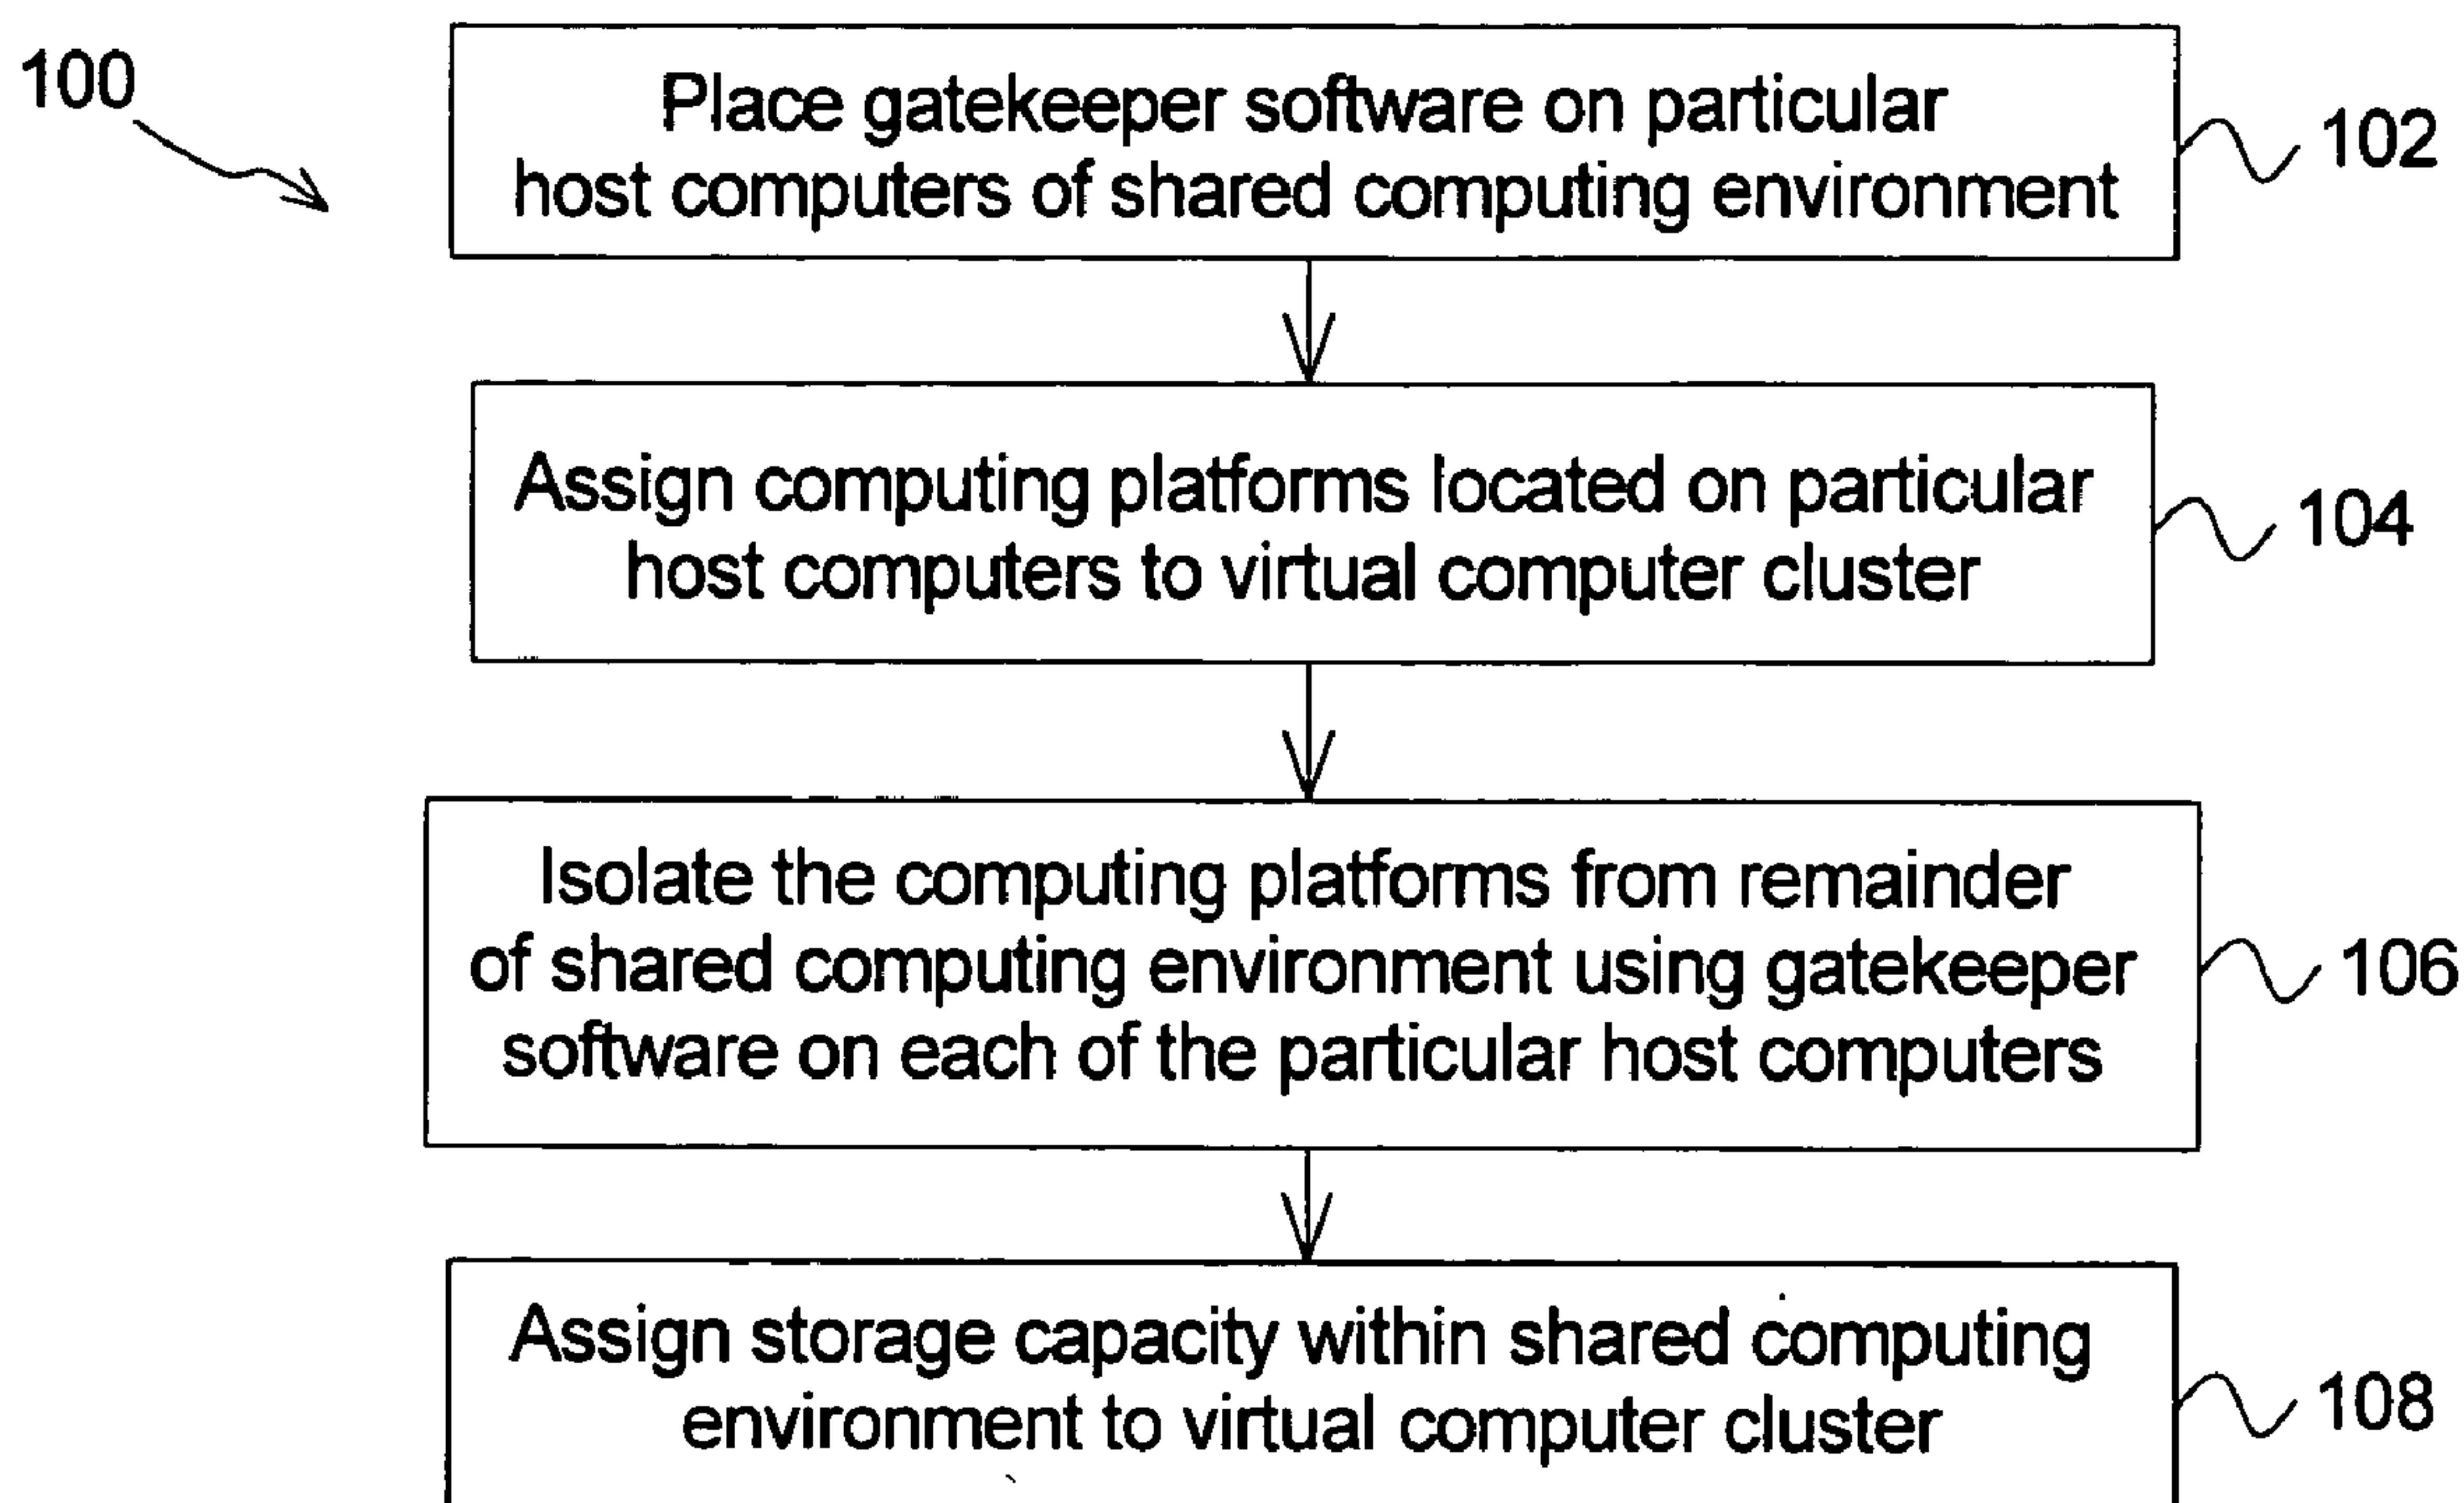 100
Place gatekeeper software on particular
host computers of shared computing environment
102
Assign computing platforms located on particular
host computers to virtual computer cluster
104
Isolate the computing platforms from remainder
of shared computing environment using gatekeeper
software on each of the particular host computers
106
Assign storage capacity within shared computing
environment to virtual computer cluster
108